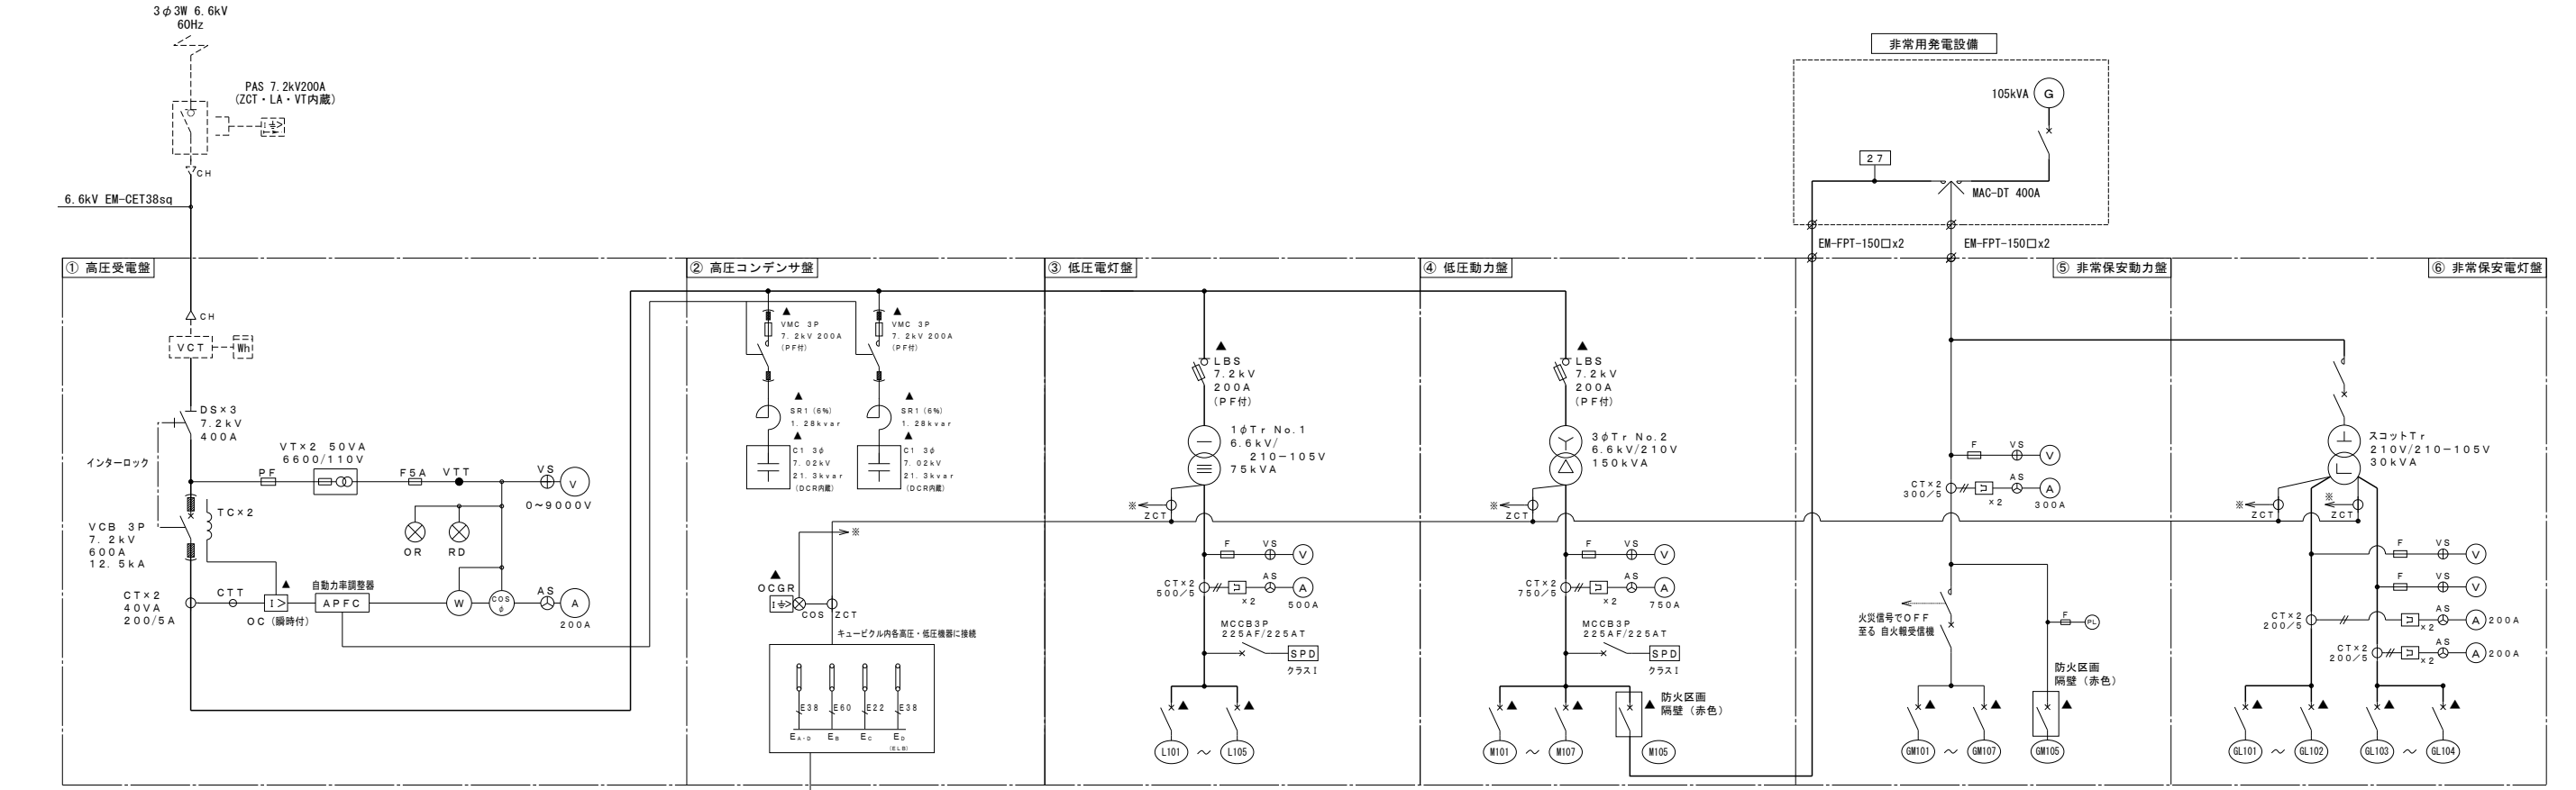 3φ3W 6.6kV
60Hz
PAS 7.2kV200A
(ZCT・LA・VT内蔵)
I⏚>
CH
6.6kV EM-CET38sq
非常用発電設備
105kVA
G
27
MAC-DT 400A
EM-FPT-150□x2
EM-FPT-150□x2
① 高圧受電盤
CH
VCT
Wh
DS×3
7.2kV
400A
インターロック
PF
VT×2 50VA
6600/110V
F5A
VTT
VS
V
0~9000V
TC×2
VCB 3P
7.2kV
600A
12.5kA
OR
RD
CT×2
40VA
200/5A
CTT
▲
I>
OC(瞬時付)
自動力率調整器
APFC
W
COS
φ
AS
A
200A
② 高圧コンデンサ盤
▲
VMC 3P
7.2kV 200A
(PF付)
▲
SR1(6%)
1.28kvar
▲
C1 3φ
7.02kV
21.3kvar
(DCR内蔵)
▲
VMC 3P
7.2kV 200A
(PF付)
▲
SR1(6%)
1.28kvar
▲
C1 3φ
7.02kV
21.3kvar
(DCR内蔵)
※
▲
OCGR
I⏚>
COS
ZCT
キュービクル内各高圧・低圧機器に接続
E38
E60
E22
E38
EA-D
EB
EC
ED
(ELB)
③ 低圧電灯盤
▲
LBS
7.2kV
200A
(PF付)
1φTr No.1
6.6kV/
210-105V
75kVA
※
ZCT
F
VS
V
CT×2
500/5
×2
AS
A
500A
MCCB3P
225AF/225AT
SPD
クラスⅠ
▲
▲
L101
~
L105
④ 低圧動力盤
▲
LBS
7.2kV
200A
(PF付)
3φTr No.2
6.6kV/210V
150kVA
※
ZCT
F
VS
V
CT×2
750/5
×2
AS
A
750A
MCCB3P
225AF/225AT
SPD
クラスⅠ
防火区画
隔壁(赤色)
▲
▲
▲
M101
~
M107
M105
⑤ 非常保安動力盤
F
VS
V
CT×2
300/5
×2
AS
A
300A
火災信号でOFF
至る 自火報受信機
F
PL
防火区画
隔壁(赤色)
▲
▲
▲
GM101
~
GM107
GM105
⑥ 非常保安電灯盤
スコットTr
210V/210-105V
30kVA
※
ZCT
※
ZCT
F
VS
V
F
VS
V
CT×2
200/5
×2
AS
A
200A
CT×2
200/5
×2
AS
A
200A
▲
▲
▲
▲
GL101
~
GL102
GL103
~
GL104